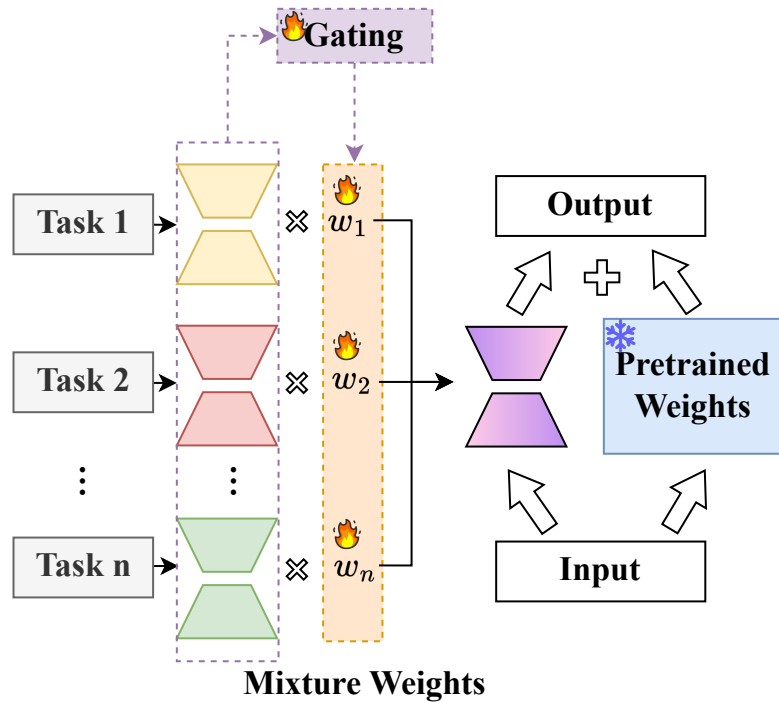 Gating
Task 1
w₁
Output
Task 2
w₂
Pretrained
Weights
⋮
⋮
Task n
wₙ
Input
Mixture Weights